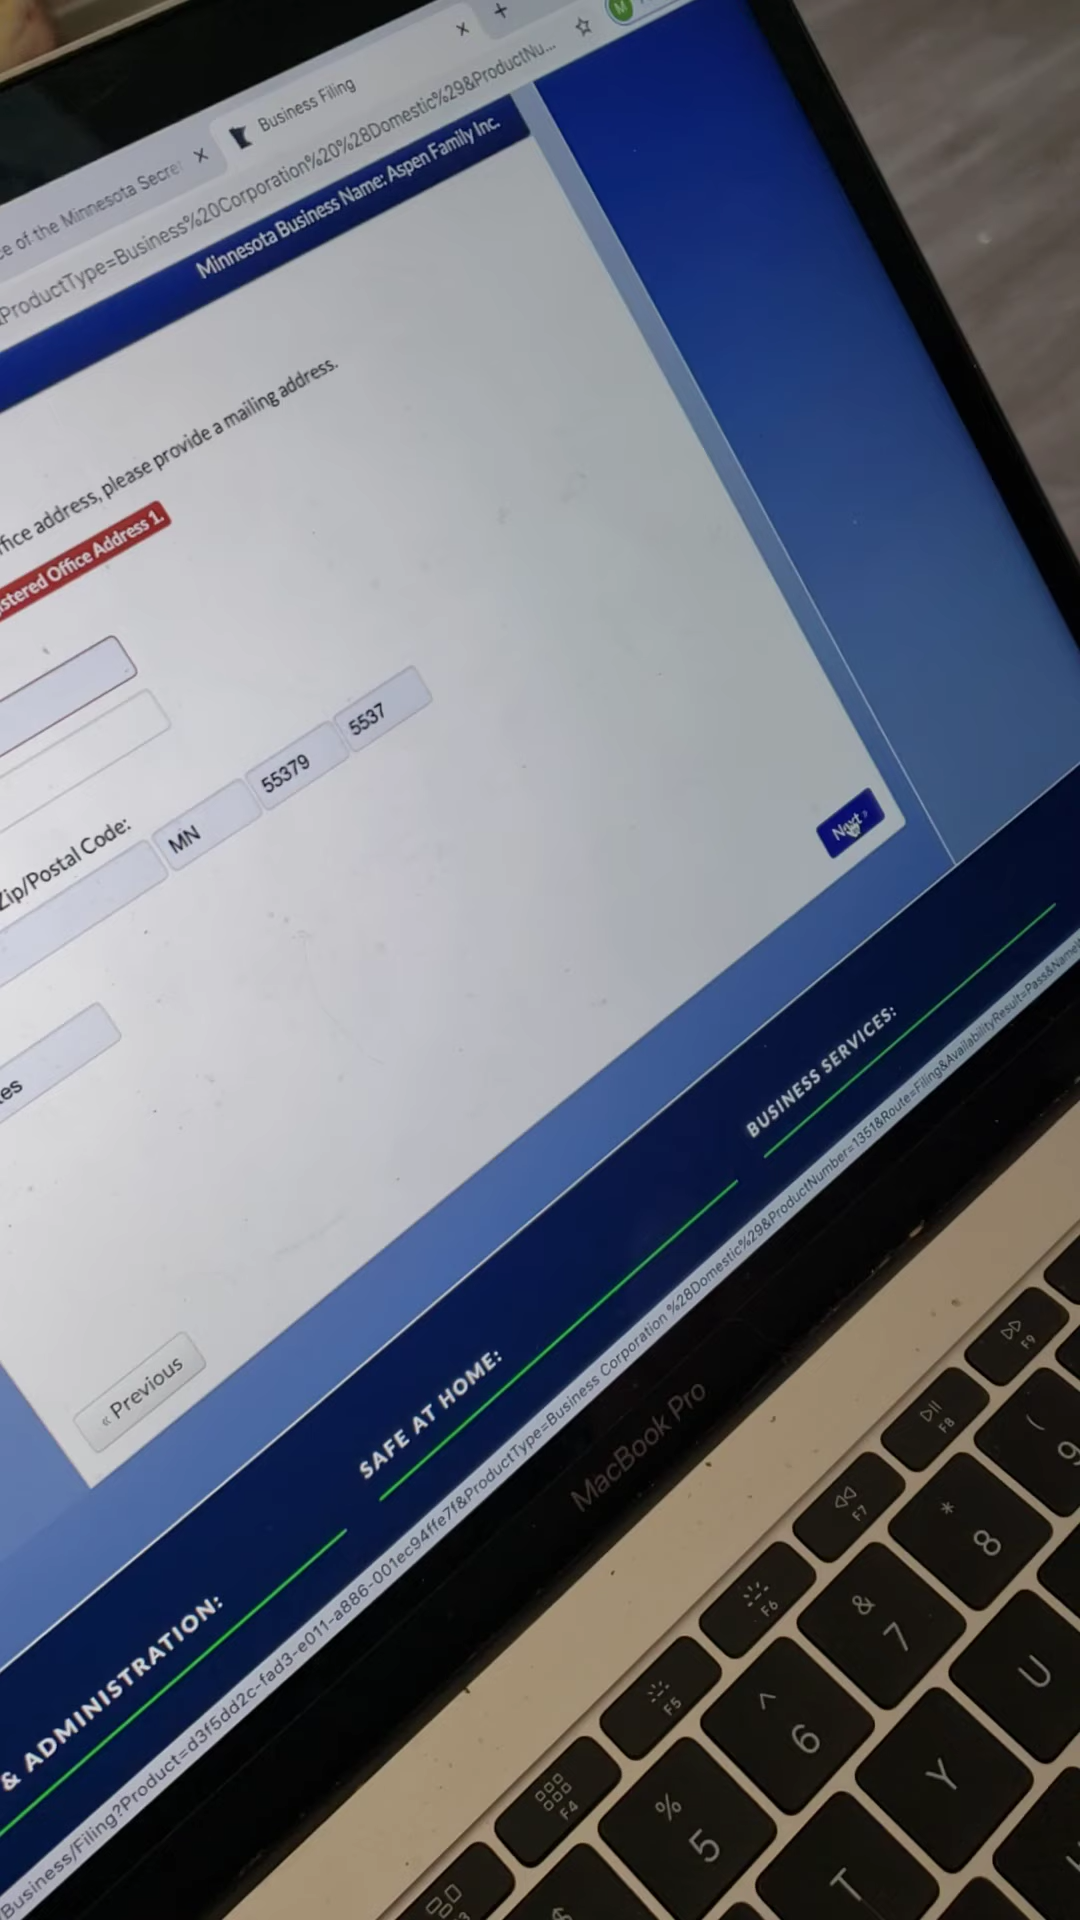 ce of the Minnesota Secre
Business Filing
M
ProductType=Business%20Corporation%20%28Domestic%29&ProductNu...
Minnesota Business Name: Aspen Family Inc.
ffice address, please provide a mailing address.
istered Office Address 1.
Zip/Postal Code:
MN
55379
5537
es
Next ›
« Previous
& ADMINISTRATION:
SAFE AT HOME:
BUSINESS SERVICES:
Business/Filing?Product=d3f5dd2c-fad3-e011-a886-001ec94ffe7f&ProductType=Business Corporation %28Domestic%29&ProductNumber=1351&Route=Filing&AvailabilityResult=Pass&Name
MacBook Pro
F4
F5
F6
F7
F8
F9
$
% 5
^ 6
& 7
* 8
( 9
T
Y
U